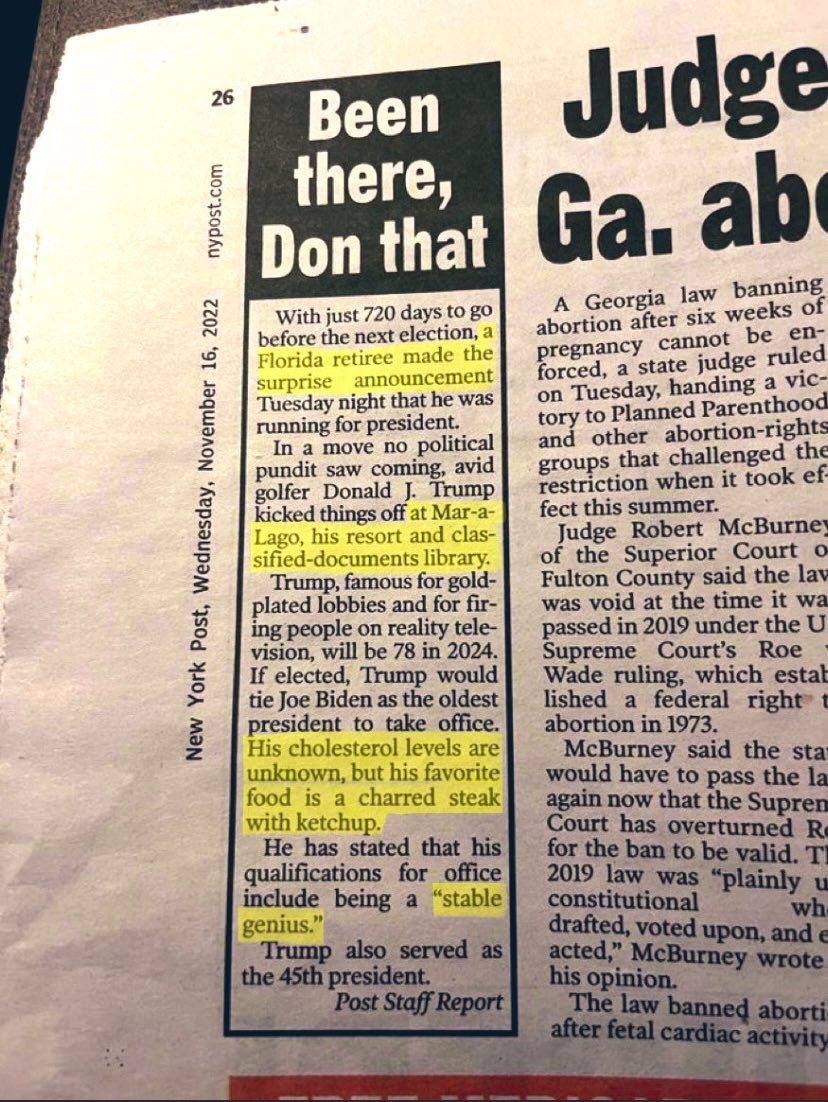 26
nypost.com
New York Post, Wednesday, November 16, 2022
Been
there,
Don that
With just 720 days to go
before the next election, a
Florida retiree made the
surprise announcement
Tuesday night that he was
running for president.
In a move no political
pundit saw coming, avid
golfer Donald J. Trump
kicked things off at Mar-a-
Lago, his resort and clas-
sified-documents library.
Trump, famous for gold-
plated lobbies and for fir-
ing people on reality tele-
vision, will be 78 in 2024.
If elected, Trump would
tie Joe Biden as the oldest
president to take office.
His cholesterol levels are
unknown, but his favorite
food is a charred steak
with ketchup.
He has stated that his
qualifications for office
include being a “stable
genius.”
Trump also served as
the 45th president.
Post Staff Report
Judge
Ga.
A Georgia law banning
abortion after six weeks of
pregnancy cannot be en-
forced, a state judge ruled
on Tuesday, handing a vic-
tory to Planned Parenthood
and other abortion-rights
groups that challenged the
restriction when it took ef-
fect this summer.
Judge Robert McBurney
of the Superior Court
Fulton County said the law
was void at the time it
passed in 2019 under the
Supreme Court's Roe
Wade ruling, which
lished a federal right
abortion in 1973.
McBurney said the
would have to pass the
again now that the
Court has overturned
for the ban to be valid.
2019 law was “plainly
constitutional
drafted, voted upon, and
acted,” McBurney wrote
his opinion.
The law banned
after fetal cardiac activity